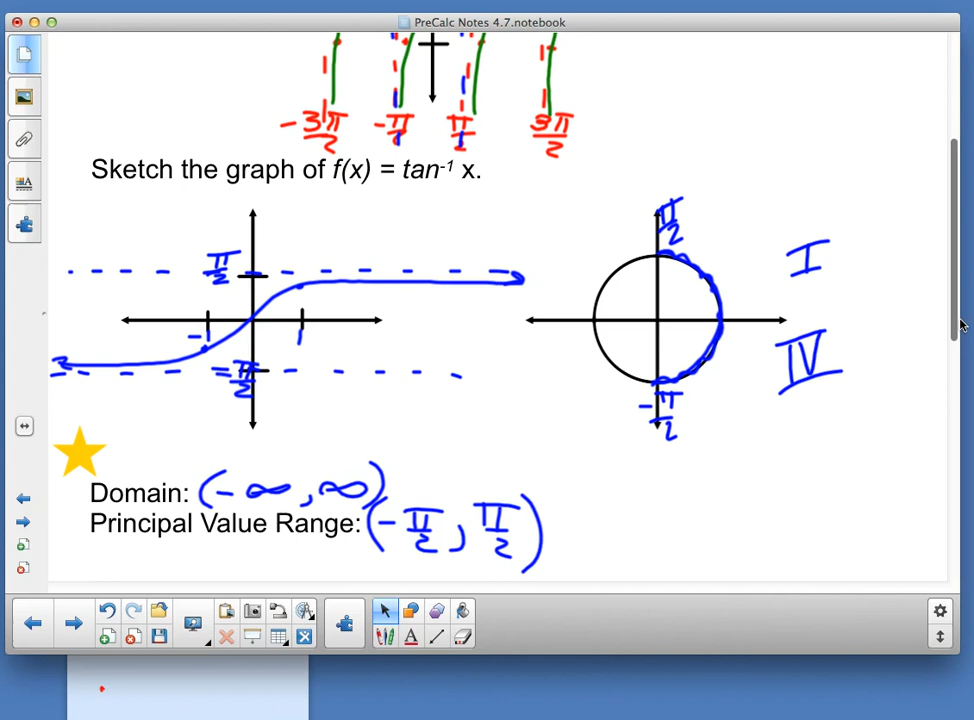 PreCalc Notes 4.7.notebook
-3π/2 -π/2 π/2 3π/2
Sketch the graph of f(x) = tan⁻¹ x.
π/2
-1 1
-π/2
π/2
I
IV
-π/2
Domain: (-∞, ∞)
Principal Value Range: (-π/2, π/2)